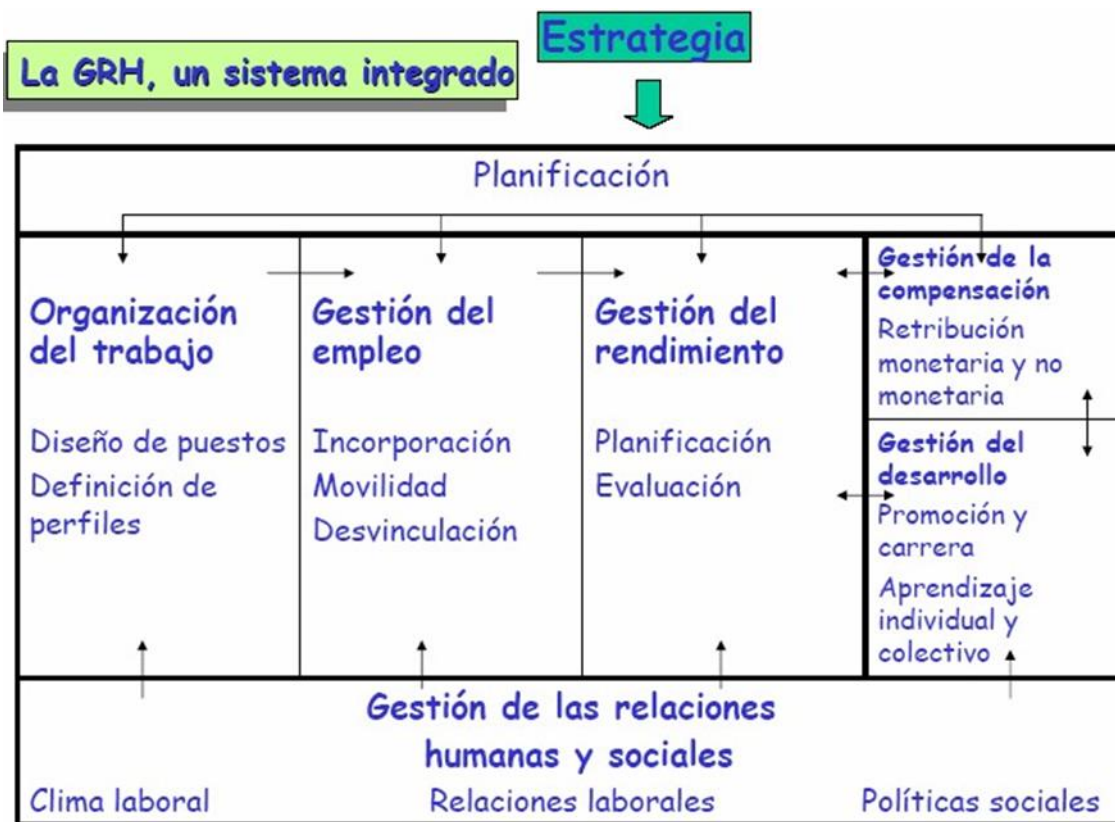 Estrategia
La GRH, un sistema integrado
Planificación
Organización
del trabajo
Diseño de puestos
Definición de
perfiles
Gestión del
empleo
Incorporación
Movilidad
Desvinculación
Gestión del
rendimiento
Planificación
Evaluación
Gestión de la
compensación
Retribución
monetaria y no
monetaria
Gestión del
desarrollo
Promoción y
carrera
Aprendizaje
individual y
colectivo
Gestión de las relaciones
humanas y sociales
Clima laboral
Relaciones laborales
Políticas sociales